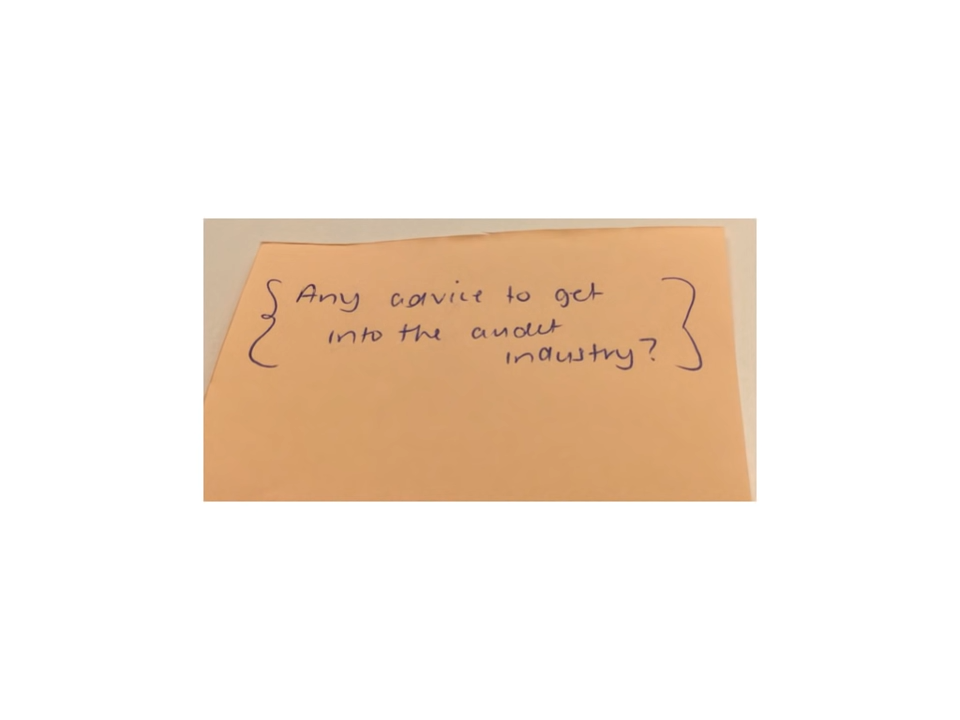 { Any advice to get }
into the audit
industry?